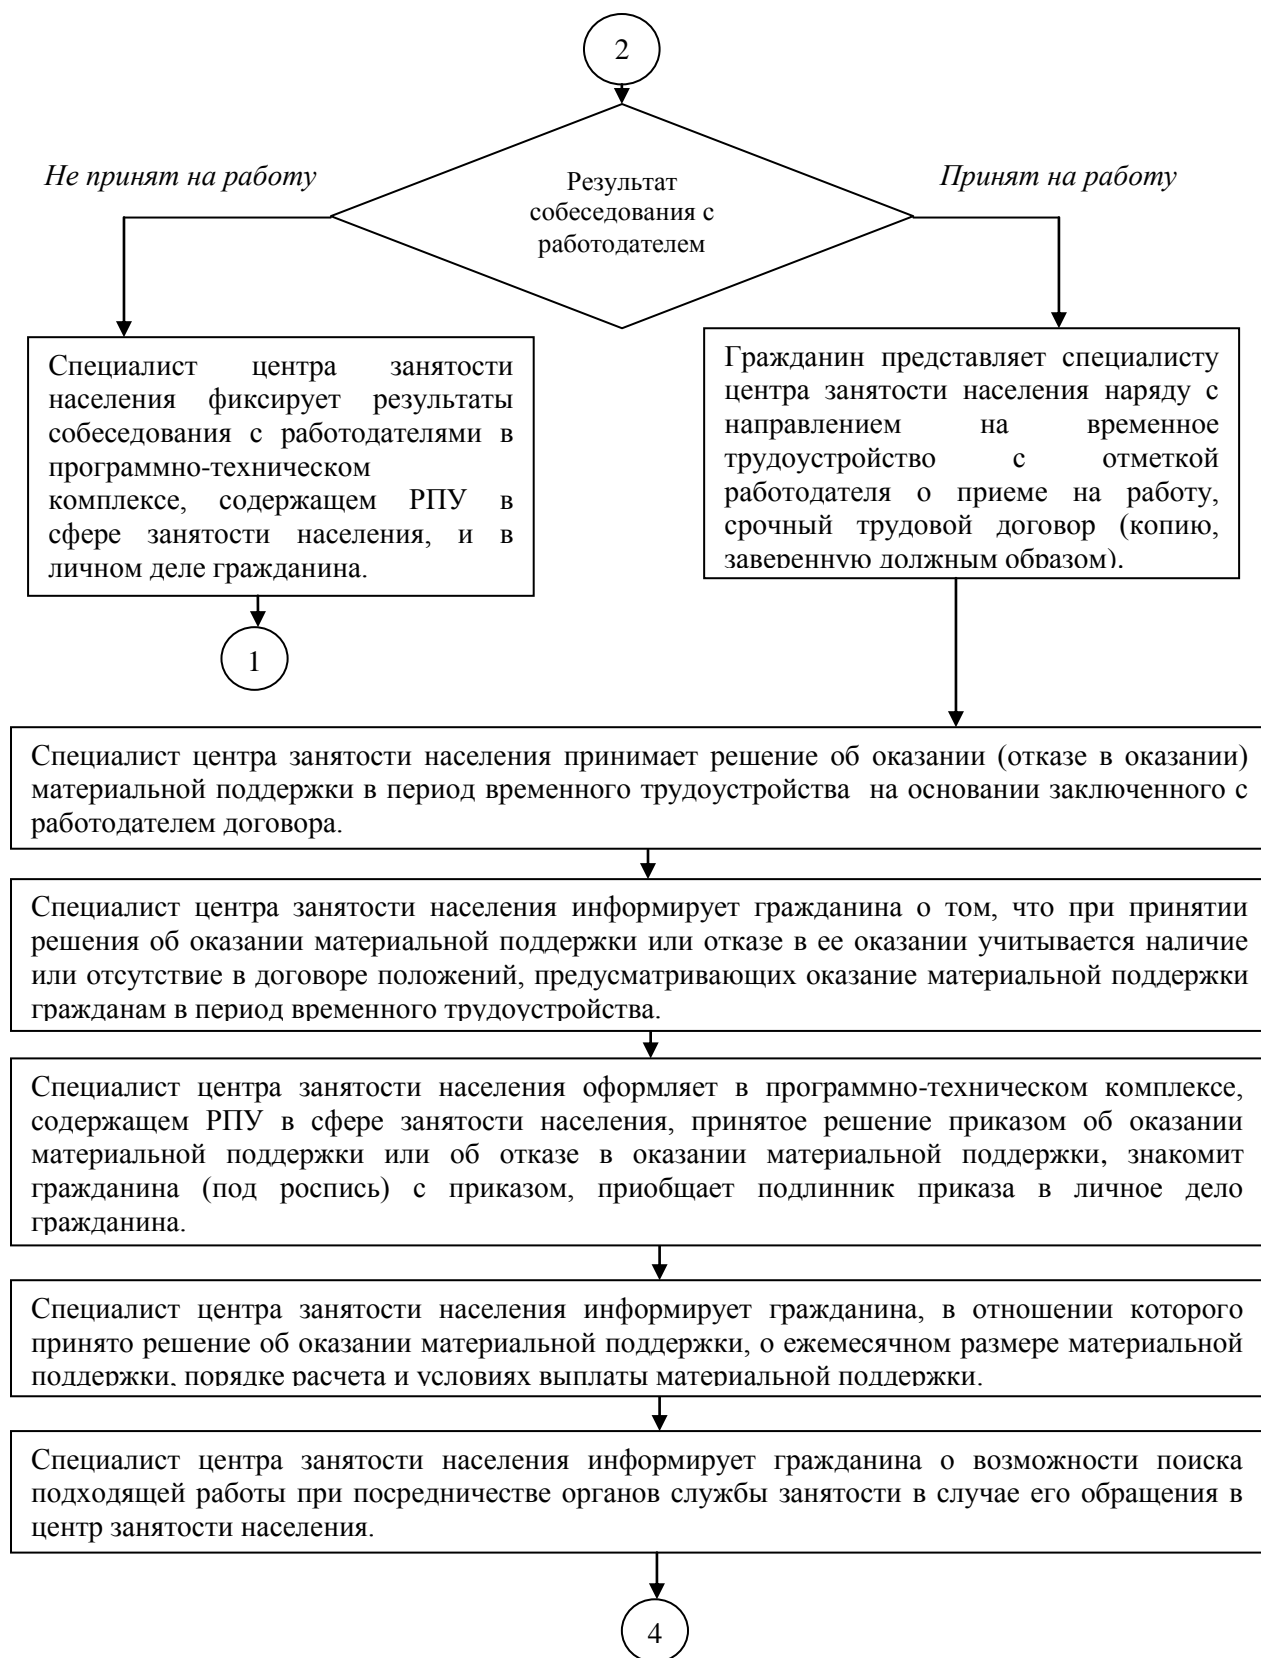 2
Не принят на работу
Принят на работу
Результат
собеседования с
работодателем
Специалист центра занятости
населения фиксирует результаты
собеседования с работодателями в
программно-техническом
комплексе, содержащем РПУ в
сфере занятости населения, и в
личном деле гражданина.
Гражданин представляет специалисту
центра занятости населения наряду с
направлением на временное
трудоустройство с отметкой
работодателя о приеме на работу,
срочный трудовой договор (копию,
заверенную должным образом).
1
Специалист центра занятости населения принимает решение об оказании (отказе в оказании)
материальной поддержки в период временного трудоустройства на основании заключенного с
работодателем договора.
Специалист центра занятости населения информирует гражданина о том, что при принятии
решения об оказании материальной поддержки или отказе в ее оказании учитывается наличие
или отсутствие в договоре положений, предусматривающих оказание материальной поддержки
гражданам в период временного трудоустройства.
Специалист центра занятости населения оформляет в программно-техническом комплексе,
содержащем РПУ в сфере занятости населения, принятое решение приказом об оказании
материальной поддержки или об отказе в оказании материальной поддержки, знакомит
гражданина (под роспись) с приказом, приобщает подлинник приказа в личное дело
гражданина.
Специалист центра занятости населения информирует гражданина, в отношении которого
принято решение об оказании материальной поддержки, о ежемесячном размере материальной
поддержки, порядке расчета и условиях выплаты материальной поддержки.
Специалист центра занятости населения информирует гражданина о возможности поиска
подходящей работы при посредничестве органов службы занятости в случае его обращения в
центр занятости населения.
4